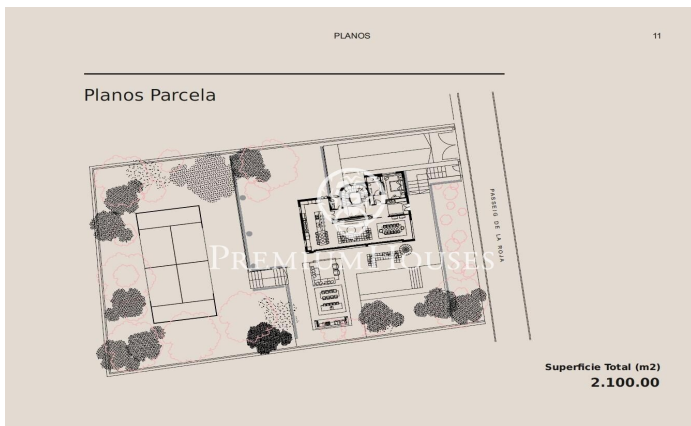 PLANOS
11
Planos Parcela
PASSEIG DE LA ROJA
PREMIUM HOUSES
Superficie Total (m2)
2.100.00